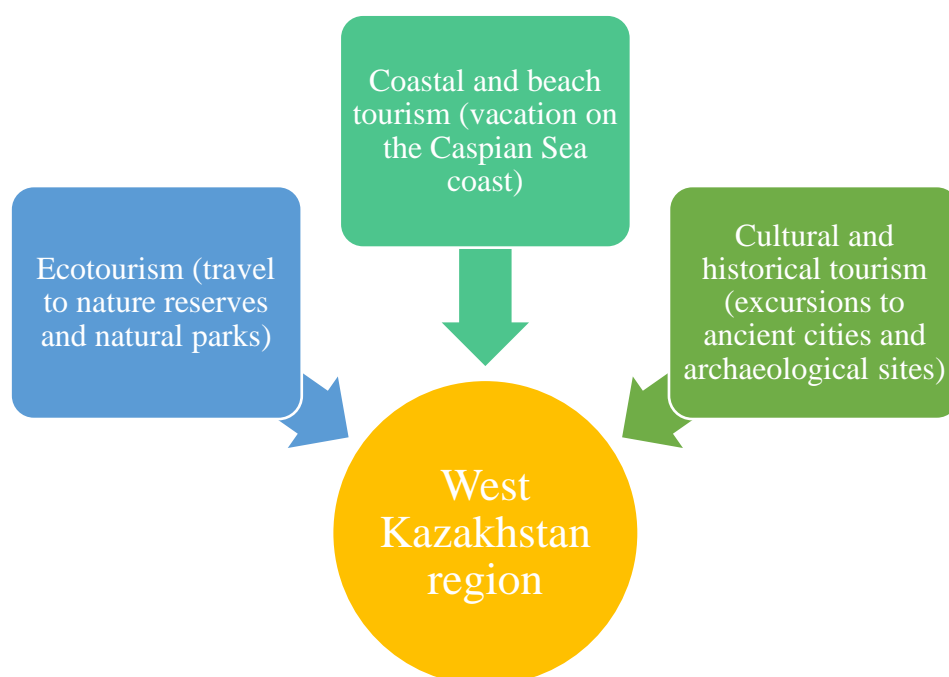 Coastal and beach
tourism (vacation on
the Caspian Sea
coast)
Ecotourism (travel
to nature reserves
and natural parks)
Cultural and
historical tourism
(excursions to
ancient cities and
archaeological sites)
West
Kazakhstan
region